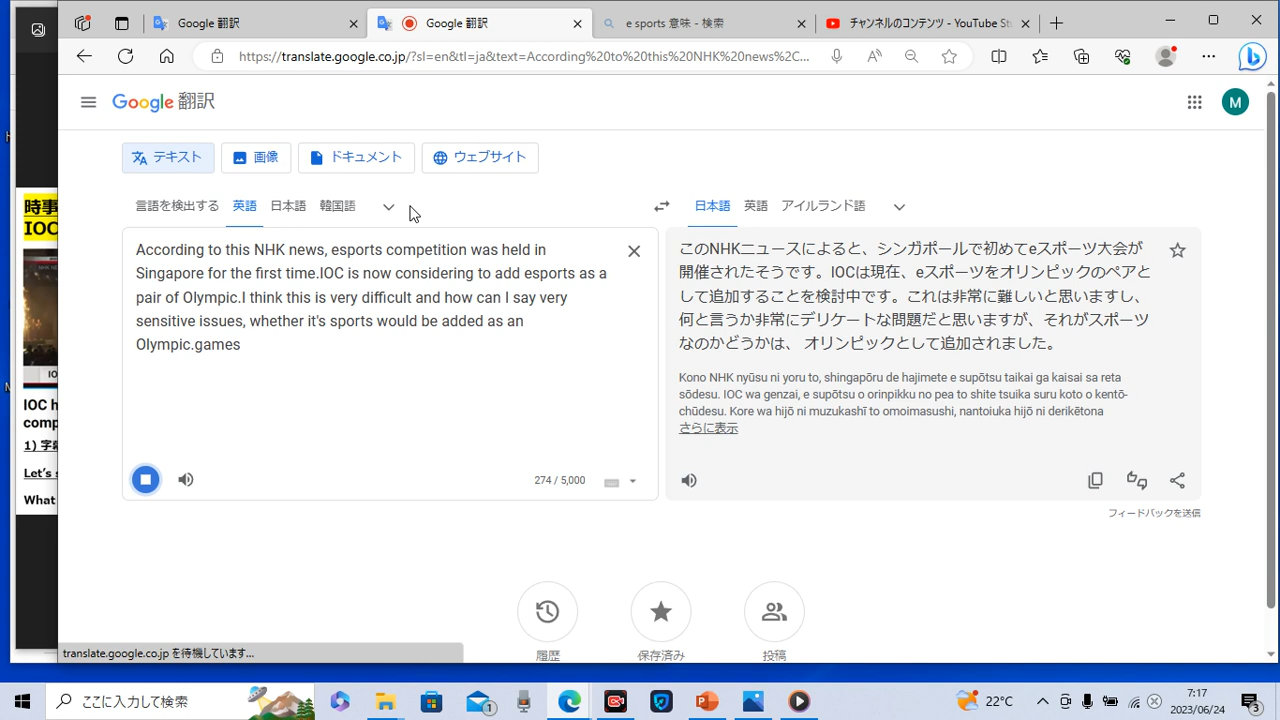 Google 翻訳
Google 翻訳
e sports 意味 - 検索
チャンネルのコンテンツ - YouTube St
https://translate.google.co.jp/?sl=en&tl=ja&text=According%20to%20this%20NHK%20news%2C...
Google 翻訳
M
テキスト
画像
ドキュメント
ウェブサイト
言語を検出する
英語
日本語
韓国語
日本語
英語
アイルランド語
According to this NHK news, esports competition was held in
Singapore for the first time.IOC is now considering to add esports as a
pair of Olympic.I think this is very difficult and how can I say very
sensitive issues, whether it's sports would be added as an
Olympic.games
274 / 5,000
このNHKニュースによると、シンガポールで初めてeスポーツ大会が
開催されたそうです。IOCは現在、eスポーツをオリンピックのペアと
して追加することを検討中です。これは非常に難しいと思いますし、
何と言うか非常にデリケートな問題だと思いますが、それがスポーツ
なのかどうかは、 オリンピックとして追加されました。
Kono NHK nyūsu ni yoru to, shingapōru de hajimete e supōtsu taikai ga kaisai sa reta
sōdesu. IOC wa genzai, e supōtsu o orinpikku no pea to shite tsuika suru koto o kentō-
chūdesu. Kore wa hijō ni muzukashī to omoimasushi, nantoiuka hijō ni derikētona
さらに表示
フィードバックを送信
履歴
保存済み
投稿
translate.google.co.jp を待機しています...
時事
IOC
IOC h
comp
1) 字幕
Let's s
What
ここに入力して検索
1
22°C
7:17
2023/06/24
3